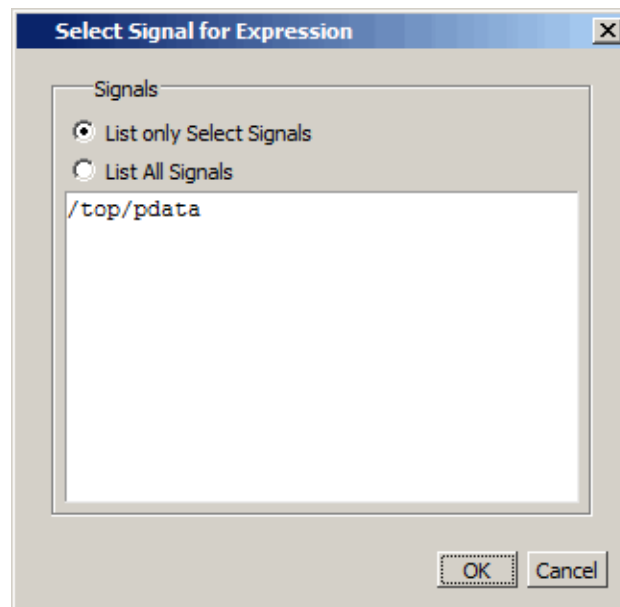 Select Signal for Expression
Signals
List only Select Signals
List All Signals
/top/pdata
OK Cancel